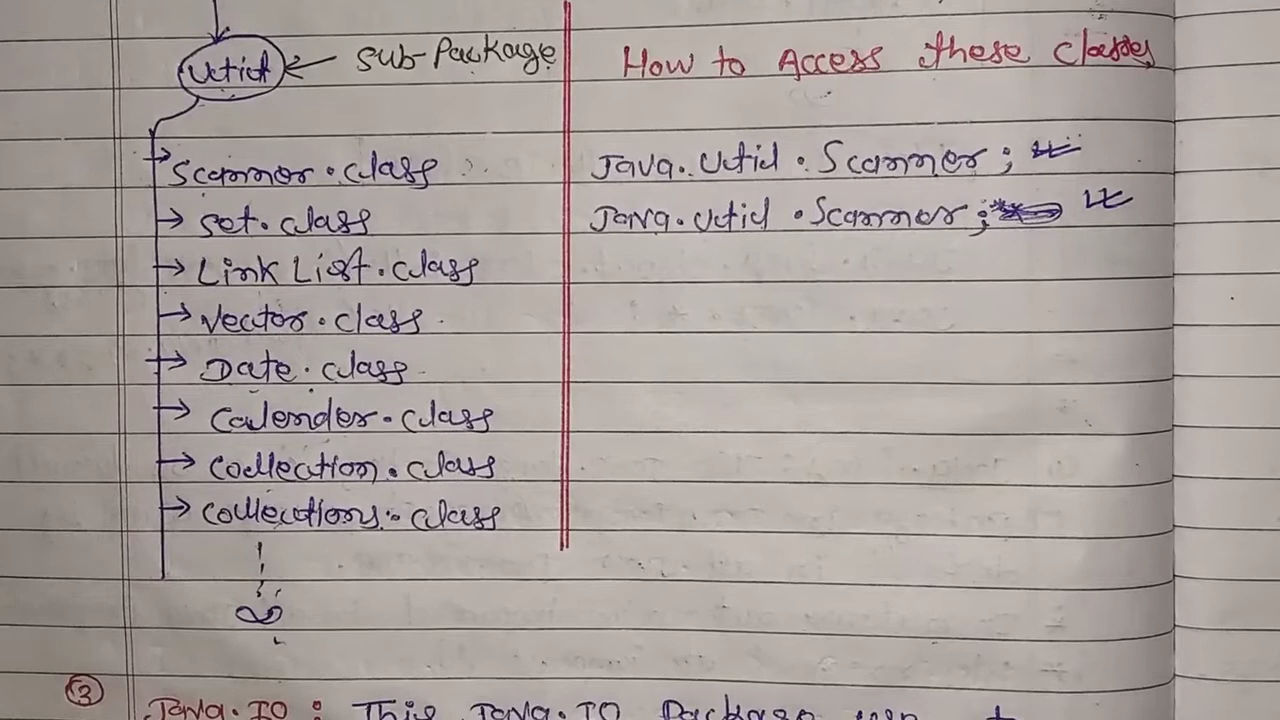 Util ← Sub-Package
How to Access these Classes
→ Scanner.class
Java.Util.Scanner;
→ Set.class
Java.Util.Scanner;
→ Link List.class
→ Vector.class
→ Date.class
→ Calender.class
→ Collection.class
→ Collections.class
③ Java.IO : This Java.IO Package